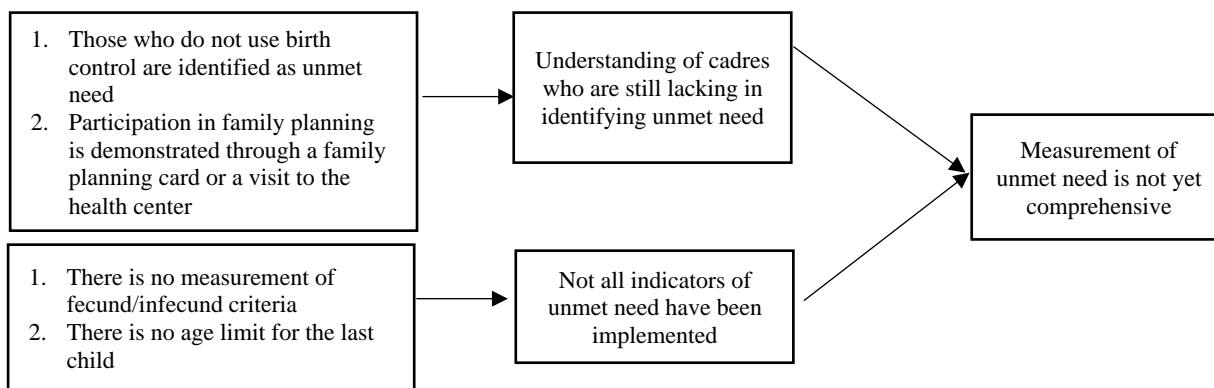 1. Those who do not use birth
control are identified as unmet
need
2. Participation in family planning
is demonstrated through a family
planning card or a visit to the
health center
Understanding of cadres
who are still lacking in
identifying unmet need
Measurement of
unmet need is not yet
comprehensive
1. There is no measurement of
fecund/infecund criteria
2. There is no age limit for the last
child
Not all indicators of
unmet need have been
implemented